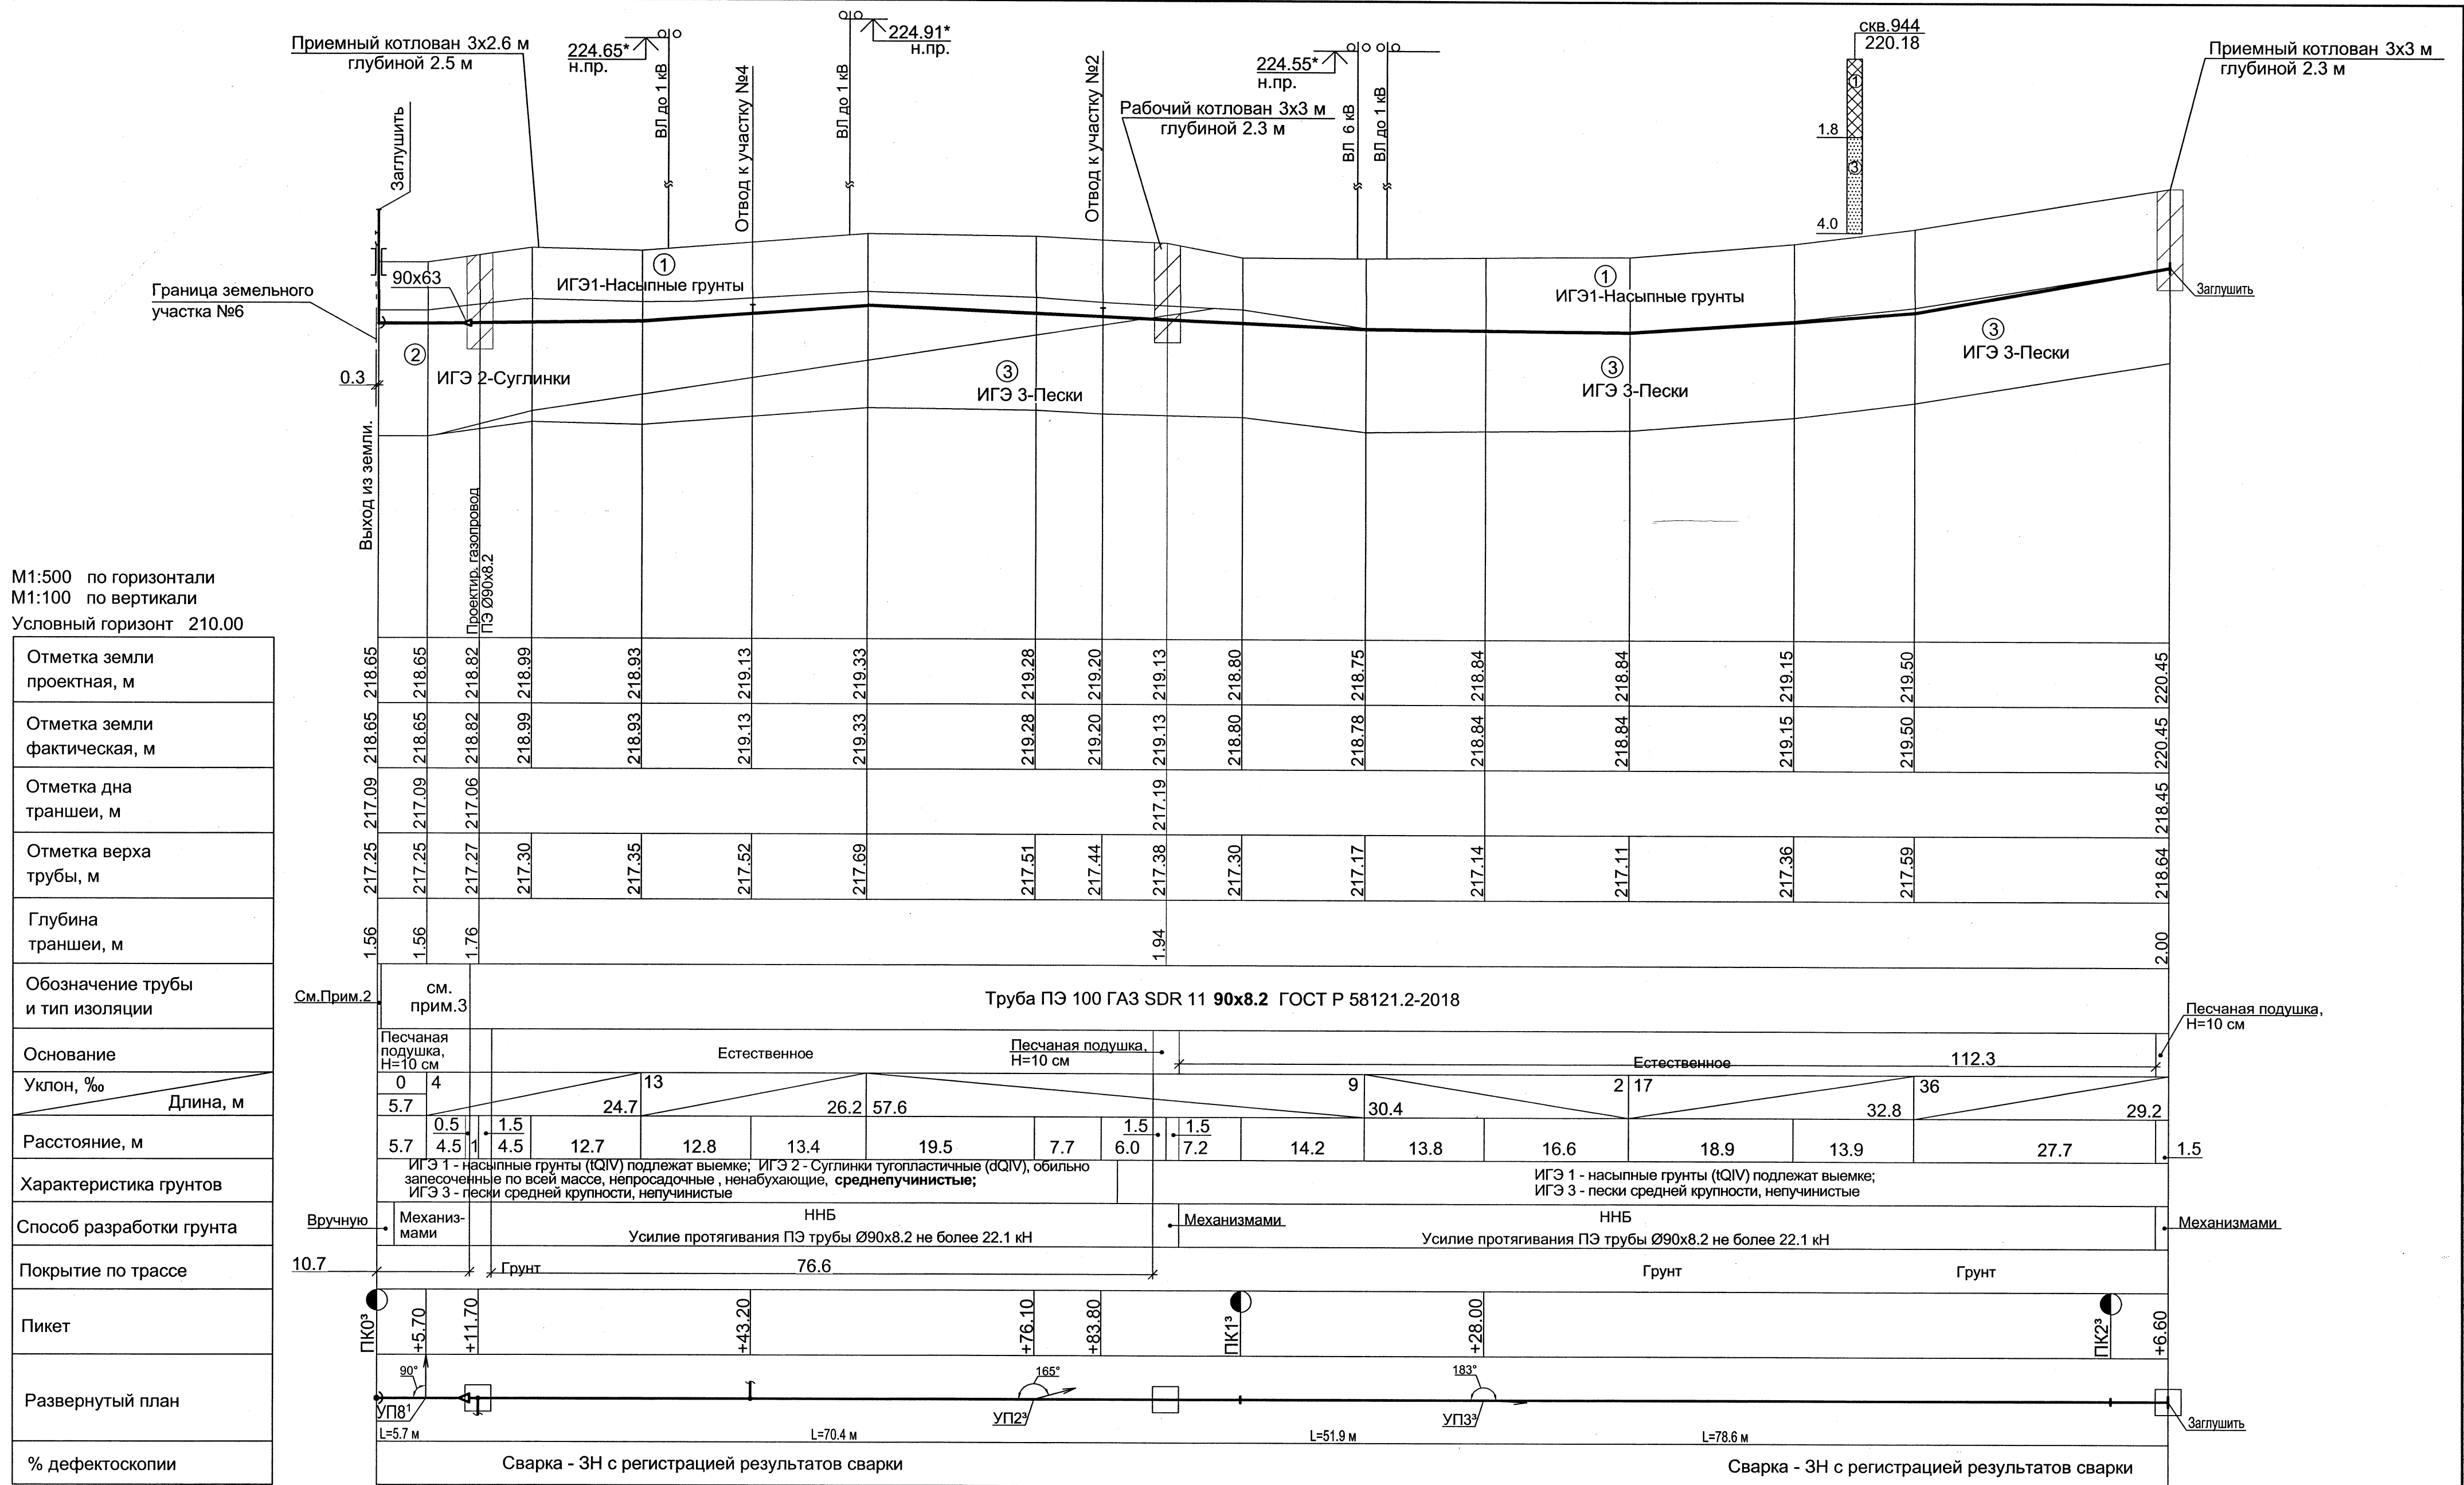 Приемный котлован 3x2.6 м
глубиной 2.5 м
224.65*
н.пр.
224.91*
н.пр.
224.55*
н.пр.
скв.944
220.18
Приемный котлован 3x3 м
глубиной 2.3 м
Рабочий котлован 3x3 м
глубиной 2.3 м
Заглушить
ВЛ до 1 кВ
Отвод к участку №4
ВЛ до 1 кВ
Отвод к участку №2
ВЛ 6 кВ
ВЛ до 1 кВ
1
1.8
3
4.0
90x63
1
ИГЭ1-Насыпные грунты
1
ИГЭ1-Насыпные грунты
Заглушить
Граница земельного
участка №6
0.3
2
ИГЭ 2-Суглинки
3
ИГЭ 3-Пески
3
ИГЭ 3-Пески
3
ИГЭ 3-Пески
Выход из земли.
Проектир. газопровод
ПЭ Ø90x8.2
М1:500 по горизонтали
М1:100 по вертикали
Условный горизонт 210.00
Отметка земли
проектная, м
218.65 218.65 218.82 218.99 218.93 219.13 219.33 219.28 219.20 219.13 218.80 218.75 218.84 218.84 219.15 219.50 220.45
Отметка земли
фактическая, м
218.65 218.65 218.82 218.99 218.93 219.13 219.33 219.28 219.20 219.13 218.80 218.78 218.84 218.84 219.15 219.50 220.45
Отметка дна
траншеи, м
217.09 217.09 217.06 217.19 218.45
Отметка верха
трубы, м
217.25 217.25 217.27 217.30 217.35 217.52 217.69 217.51 217.44 217.38 217.30 217.17 217.14 217.11 217.36 217.59 218.64
Глубина
траншеи, м
1.56 1.56 1.76 1.94 2.00
Обозначение трубы
и тип изоляции
См.Прим.2
см.
прим.3
Труба ПЭ 100 ГАЗ SDR 11 90x8.2 ГОСТ Р 58121.2-2018
Песчаная подушка,
Н=10 см
Основание
Песчаная
подушка,
Н=10 см
Естественное
Песчаная подушка,
Н=10 см
Естественное
112.3
Уклон, ‰
Длина, м
0 4 13 9 2 17 36
5.7 24.7 26.2 57.6 30.4 32.8 29.2
Расстояние, м
0.5 1.5 1.5 1.5
5.7 4.5 1 4.5 12.7 12.8 13.4 19.5 7.7 6.0 7.2 14.2 13.8 16.6 18.9 13.9 27.7 1.5
Характеристика грунтов
ИГЭ 1 - насыпные грунты (tQIV) подлежат выемке; ИГЭ 2 - Суглинки тугопластичные (dQIV), обильно
запесоченные по всей массе, непросадочные , ненабухающие, среднепучинистые;
ИГЭ 3 - пески средней крупности, непучинистые
ИГЭ 1 - насыпные грунты (tQIV) подлежат выемке;
ИГЭ 3 - пески средней крупности, непучинистые
Способ разработки грунта
Вручную
Механиз-
мами
ННБ
Усилие протягивания ПЭ трубы Ø90x8.2 не более 22.1 кН
Механизмами
ННБ
Усилие протягивания ПЭ трубы Ø90x8.2 не более 22.1 кН
Механизмами
Покрытие по трассе
10.7
Грунт
76.6
Грунт
Грунт
Пикет
ПК0³ +5.70 +11.70 +43.20 +76.10 +83.80 ПК1³ +28.00 ПК2³ +6.60
Развернутый план
90°
УП8¹
165°
УП2³
183°
УП3³
Заглушить
L=5.7 м
L=70.4 м
L=51.9 м
L=78.6 м
% дефектоскопии
Сварка - ЗН с регистрацией результатов сварки
Сварка - ЗН с регистрацией результатов сварки